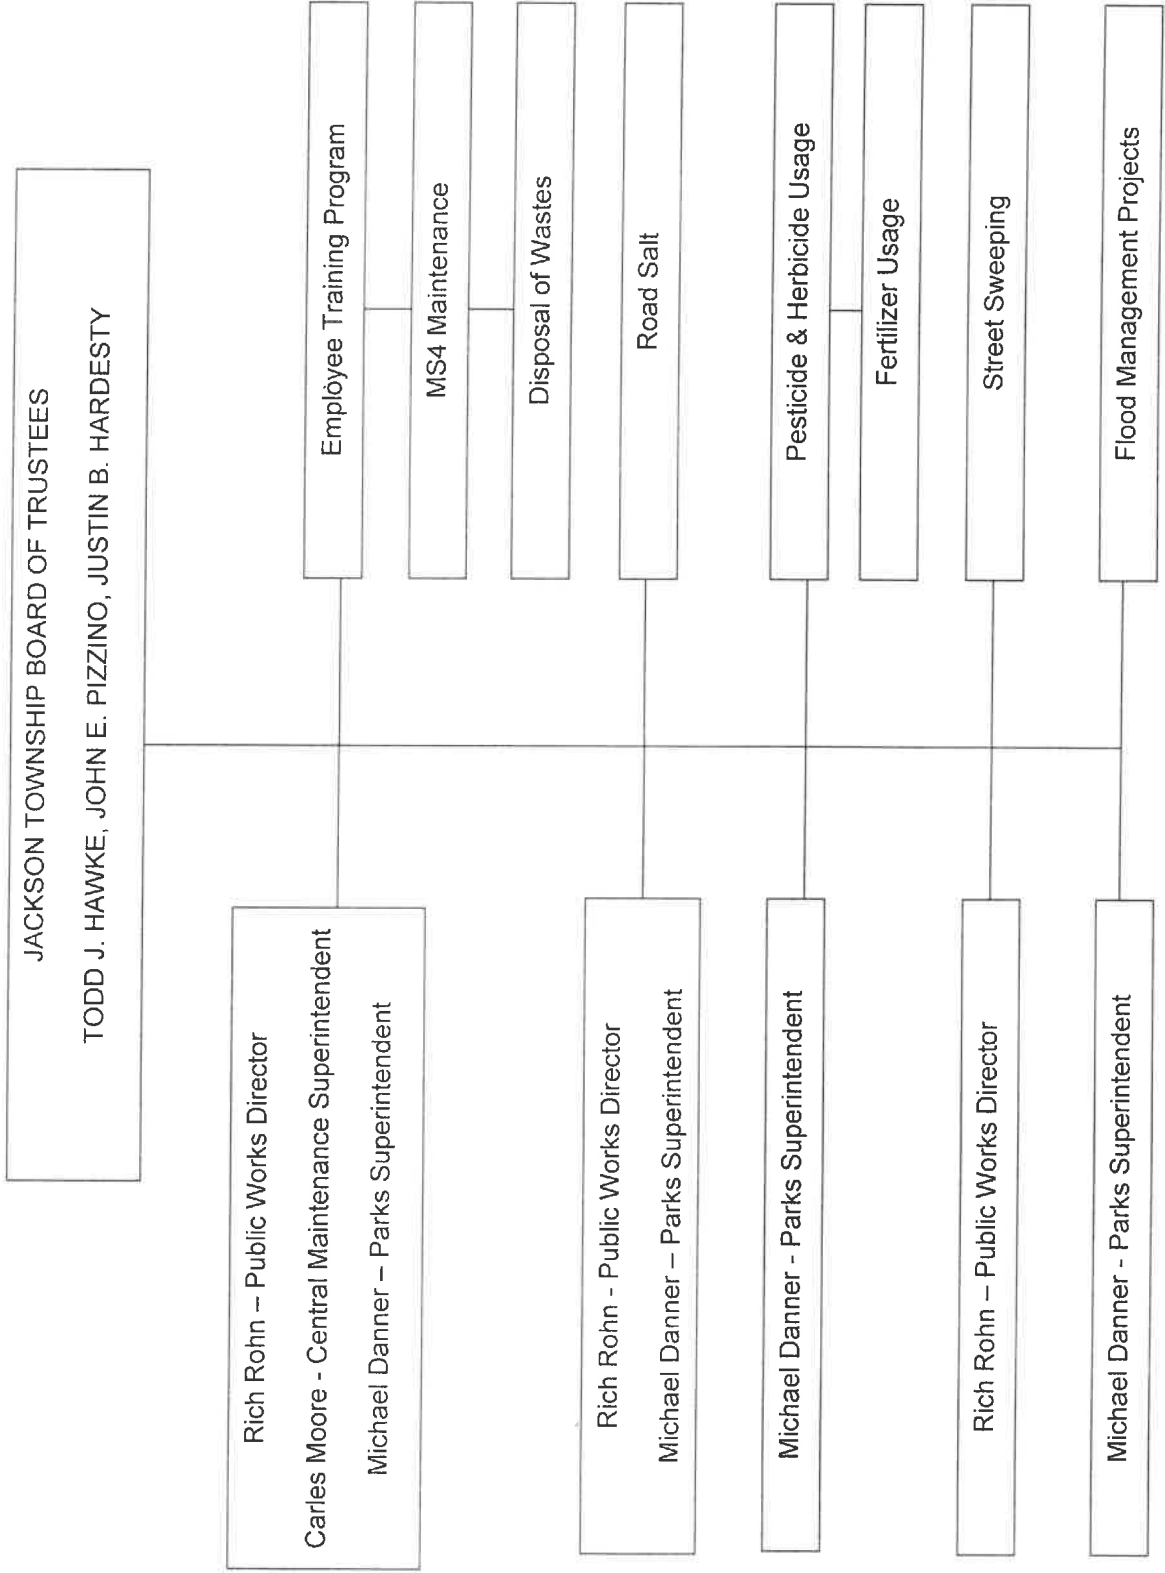 JACKSON TOWNSHIP BOARD OF TRUSTEES
TODD J. HAWKE, JOHN E. PIZZINO, JUSTIN B. HARDESTY
Rich Rohn – Public Works Director
Carles Moore - Central Maintenance Superintendent
Michael Danner – Parks Superintendent
Employee Training Program
MS4 Maintenance
Disposal of Wastes
Rich Rohn - Public Works Director
Michael Danner – Parks Superintendent
Road Salt
Michael Danner - Parks Superintendent
Pesticide & Herbicide Usage
Fertilizer Usage
Rich Rohn – Public Works Director
Street Sweeping
Michael Danner - Parks Superintendent
Flood Management Projects